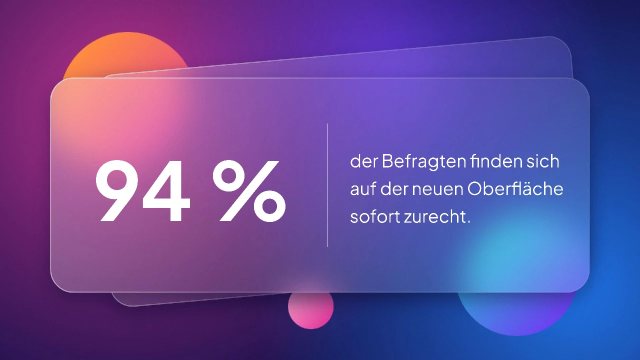 94 %
der Befragten finden sich
auf der neuen Oberfläche
sofort zurecht.